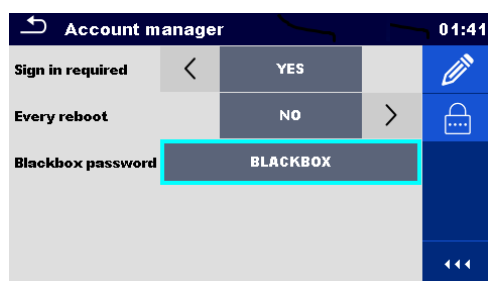 Account manager 01:41
Sign in required YES
Every reboot NO
Blackbox password BLACKBOX